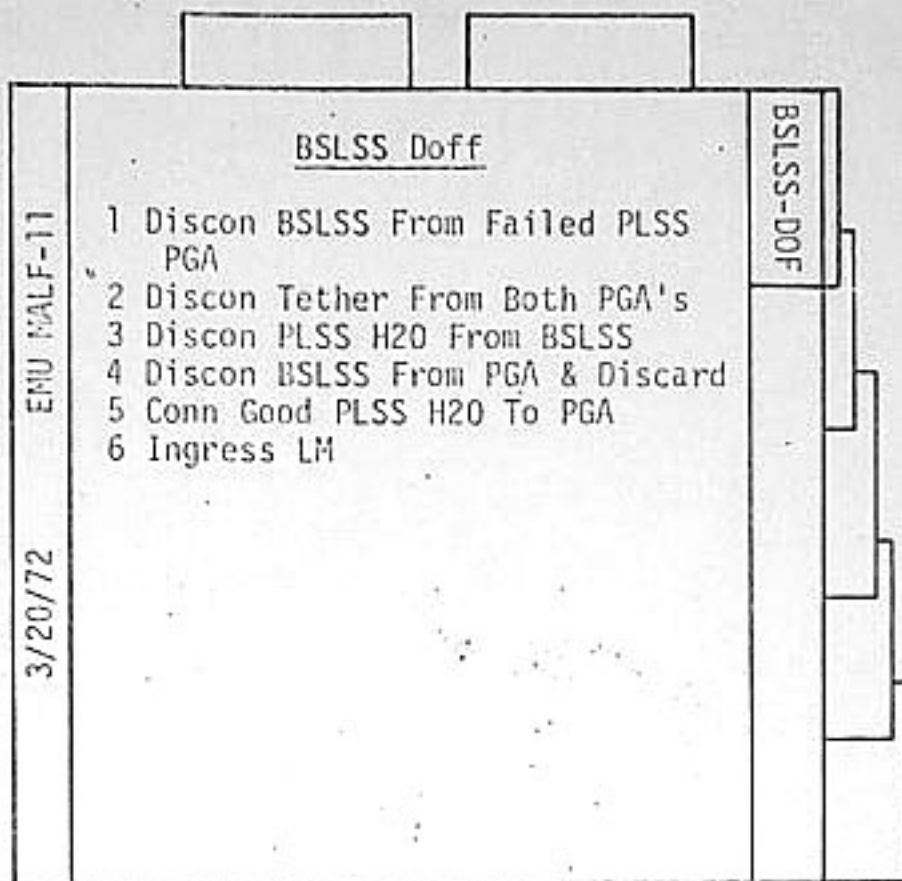 BSLSS Doff
1 Discon BSLSS From Failed PLSS
PGA
2 Discon Tether From Both PGA's
3 Discon PLSS H2O From BSLSS
4 Discon BSLSS From PGA & Discard
5 Conn Good PLSS H2O To PGA
6 Ingress LM
BSLSS-DOF
EMU MALF-11
3/20/72